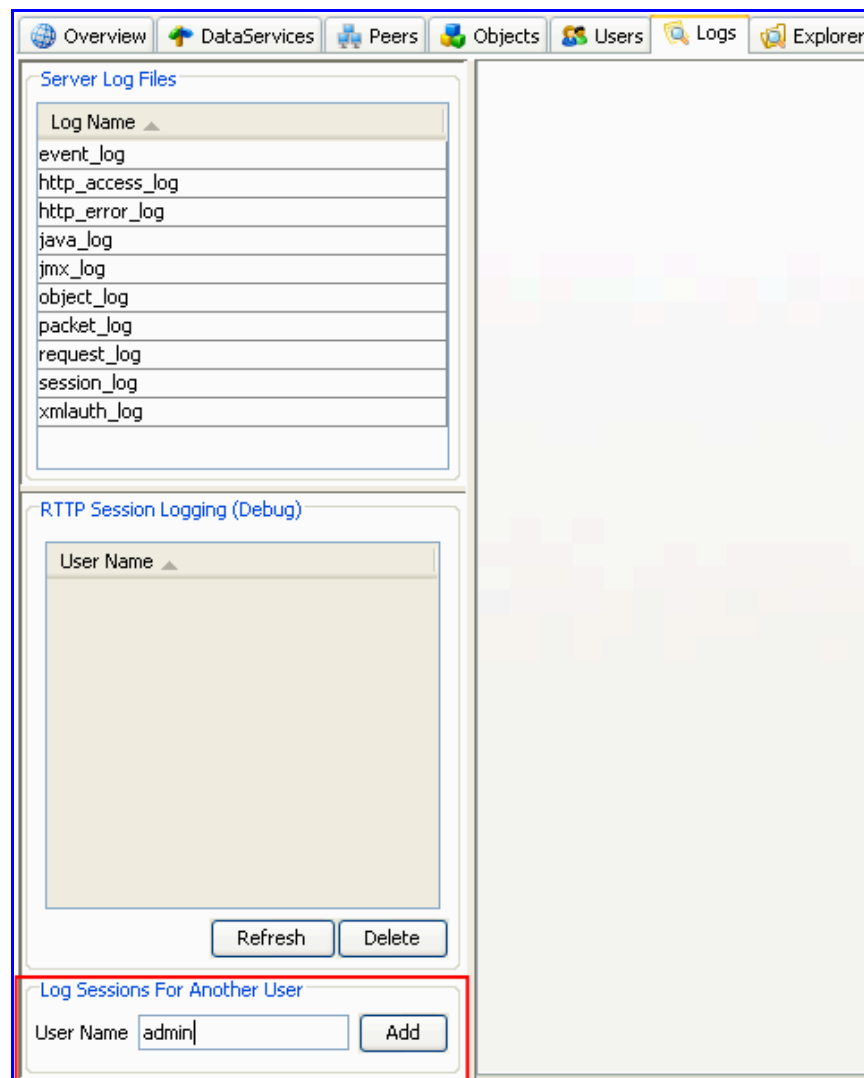 Overview DataServices Peers Objects Users Logs Explorer
Server Log Files
Log Name
event_log
http_access_log
http_error_log
java_log
jmx_log
object_log
packet_log
request_log
session_log
xmlauth_log
RTTP Session Logging (Debug)
User Name
Refresh Delete
Log Sessions For Another User
User Name admin Add